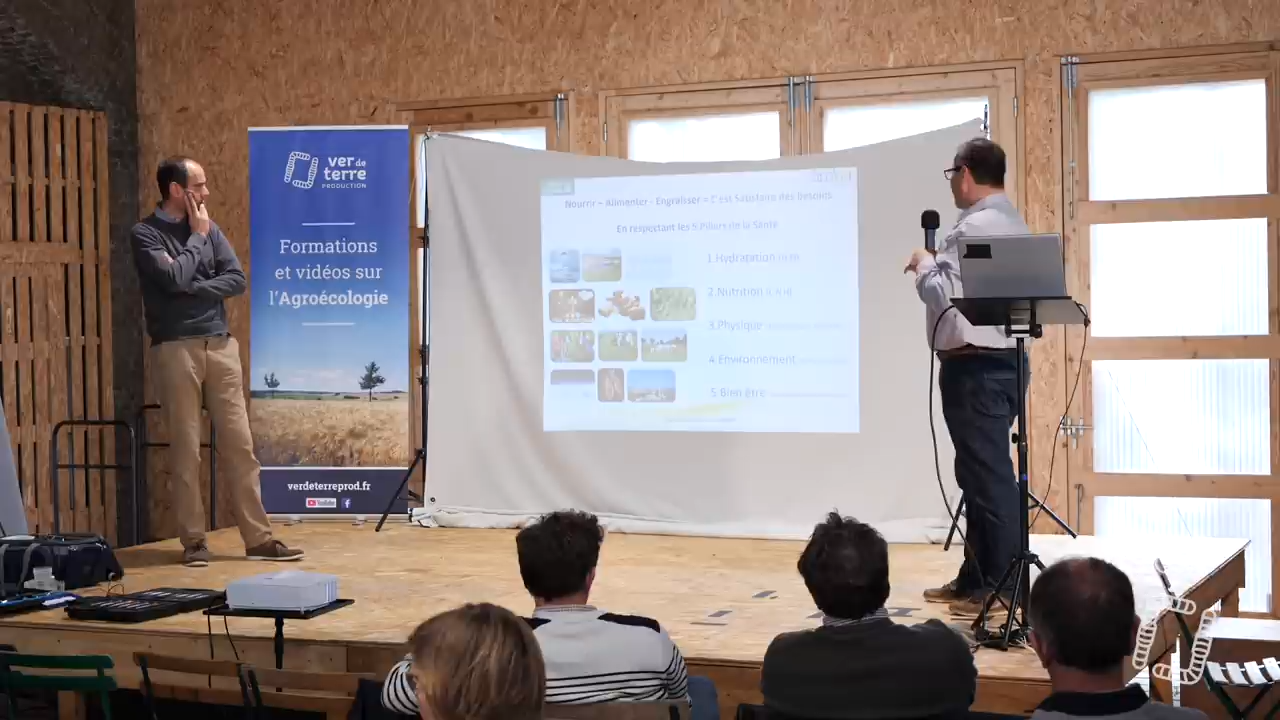 ver de
terre
PRODUCTION
Formations
et vidéos sur
l'Agroécologie
verdeterreprod.fr
YouTube
Nourrir – Alimenter - Engraisser = C'est Satisfaire des besoins
En respectant les 5 Piliers de la Santé
1.Hydratation
2.Nutrition
3.Physique
4.Environnement
5.Bien être